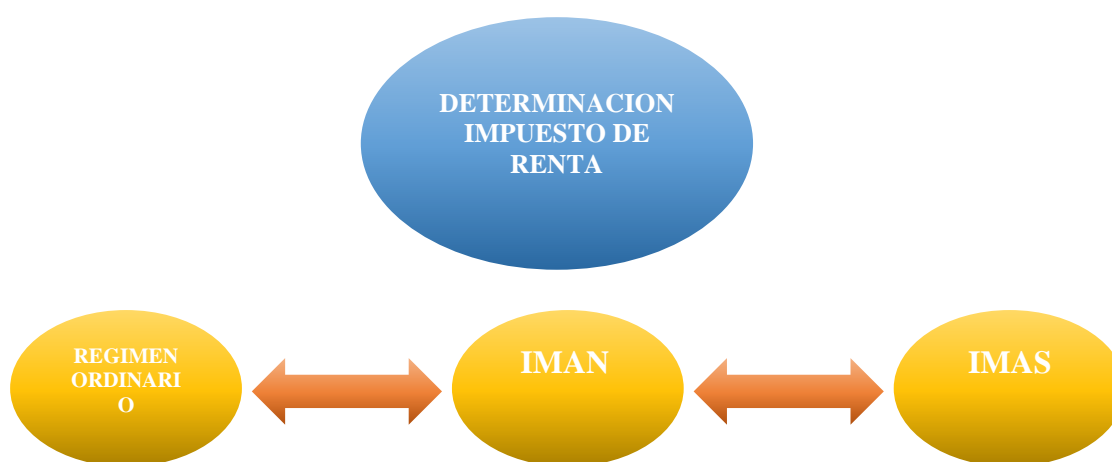 DETERMINACION
IMPUESTO DE
RENTA
REGIMEN
ORDINARI
O
IMAN
IMAS